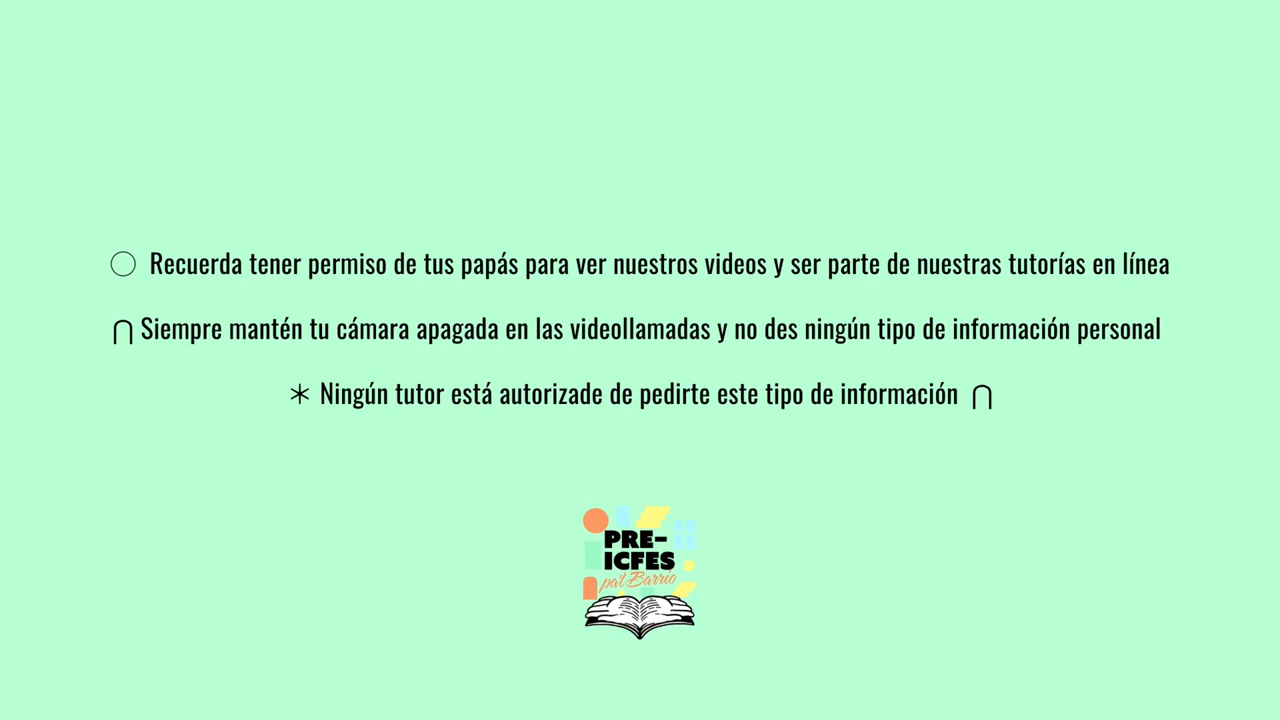 ◯ Recuerda tener permiso de tus papás para ver nuestros videos y ser parte de nuestras tutorías en línea
⋂ Siempre mantén tu cámara apagada en las videollamadas y no des ningún tipo de información personal
＊ Ningún tutor está autorizade de pedirte este tipo de información ⋂
PRE-
ICFES
pa'l Barrio